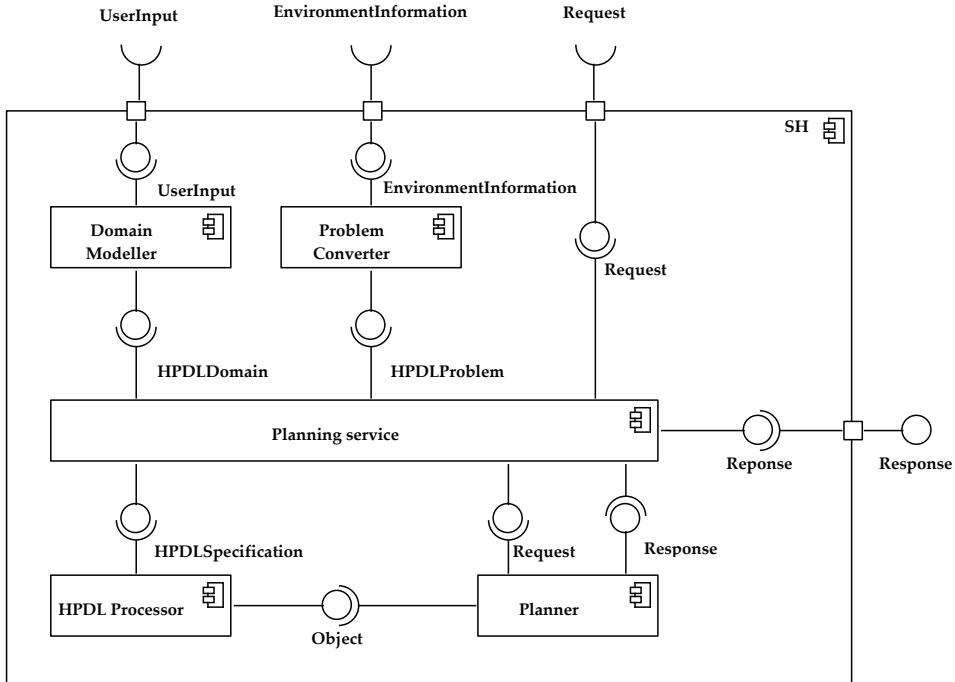 UserInput
EnvironmentInformation
Request
SH
UserInput
EnvironmentInformation
Domain
Modeller
Problem
Converter
Request
HPDLDomain
HPDLProblem
Planning service
Reponse
Response
HPDLSpecification
Request
Response
HPDL Processor
Planner
Object